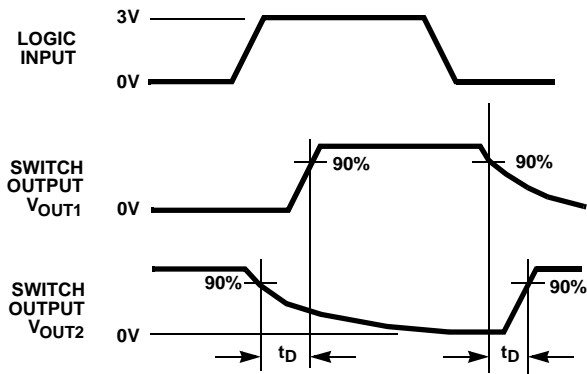 LOGIC
INPUT
3V
0V
SWITCH
OUTPUT
VOUT1
0V
90%
90%
SWITCH
OUTPUT
VOUT2
0V
90%
90%
tD
tD